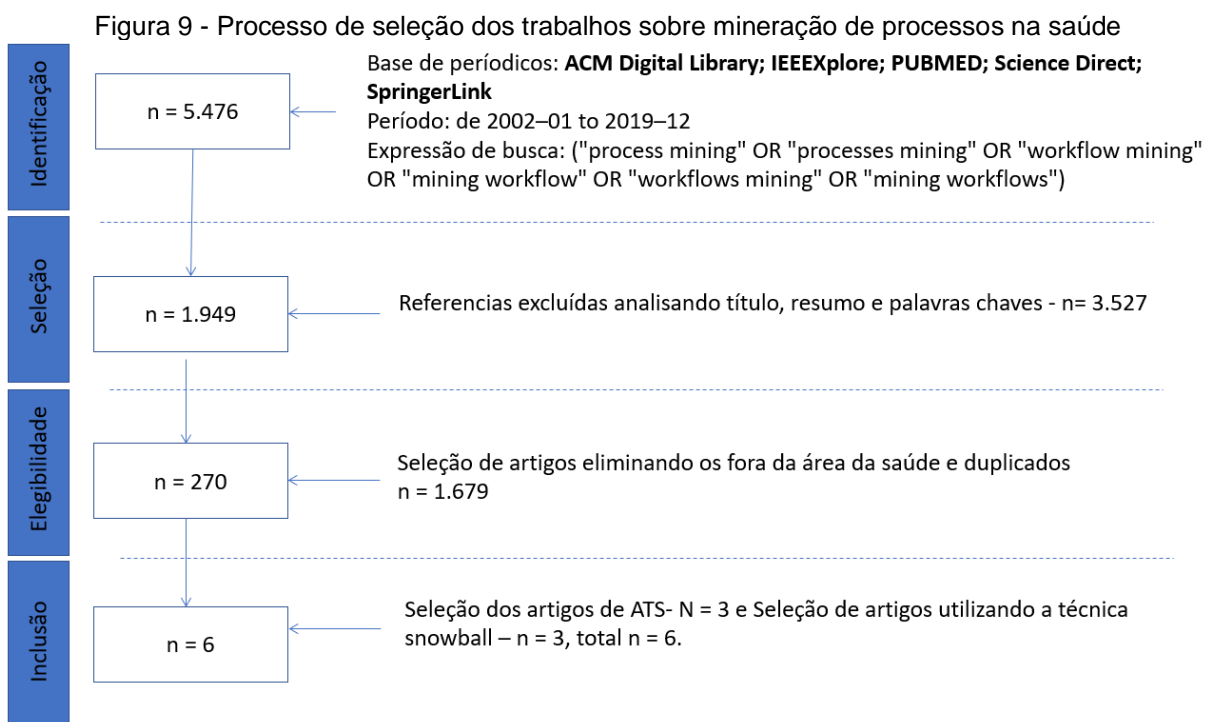 Figura 9 - Processo de seleção dos trabalhos sobre mineração de processos na saúde
Identificação
n = 5.476
Base de periódicos: ACM Digital Library; IEEEXplore; PUBMED; Science Direct;
SpringerLink
Período: de 2002–01 to 2019–12
Expressão de busca: ("process mining" OR "processes mining" OR "workflow mining"
OR "mining workflow" OR "workflows mining" OR "mining workflows")
Seleção
n = 1.949
Referencias excluídas analisando título, resumo e palavras chaves - n= 3.527
Elegibilidade
n = 270
Seleção de artigos eliminando os fora da área da saúde e duplicados
n = 1.679
Inclusão
n = 6
Seleção dos artigos de ATS- N = 3 e Seleção de artigos utilizando a técnica
snowball – n = 3, total n = 6.